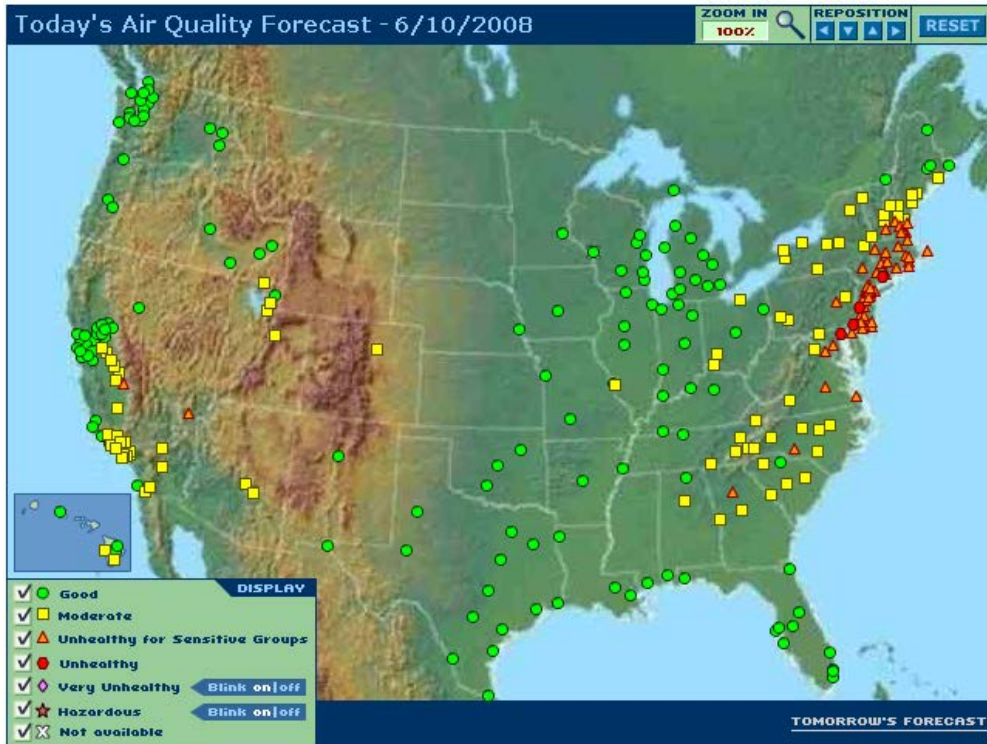 Today's Air Quality Forecast - 6/10/2008
ZOOM IN
100%
REPOSITION
RESET
DISPLAY
Good
Moderate
Unhealthy for Sensitive Groups
Unhealthy
Very Unhealthy
Blink on|off
Hazardous
Blink on|off
Not available
TOMORROW'S FORECAST